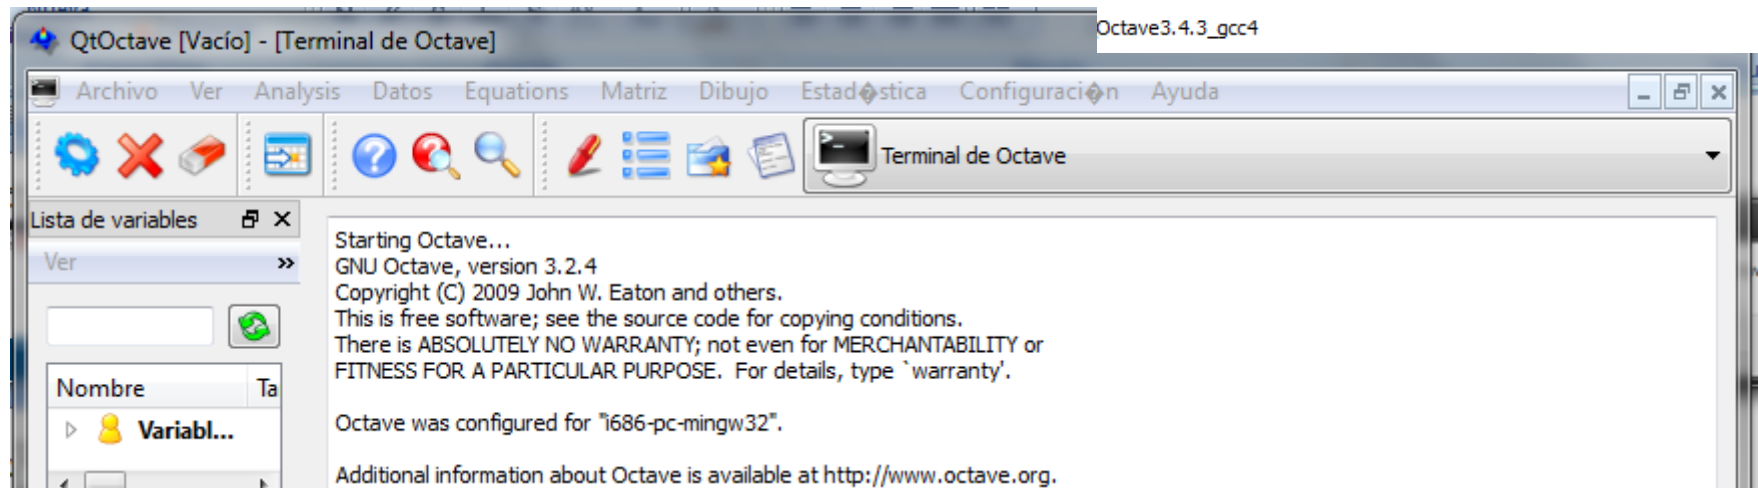 QtOctave [Vacío] - [Terminal de Octave]
Octave3.4.3_gcc4
Archivo Ver Analysis Datos Equations Matriz Dibujo Estad�stica Configuraci�n Ayuda
Terminal de Octave
Lista de variables
Ver »
Nombre Ta
Variabl...
Starting Octave...
GNU Octave, version 3.2.4
Copyright (C) 2009 John W. Eaton and others.
This is free software; see the source code for copying conditions.
There is ABSOLUTELY NO WARRANTY; not even for MERCHANTABILITY or
FITNESS FOR A PARTICULAR PURPOSE.  For details, type `warranty'.
Octave was configured for "i686-pc-mingw32".
Additional information about Octave is available at http://www.octave.org.